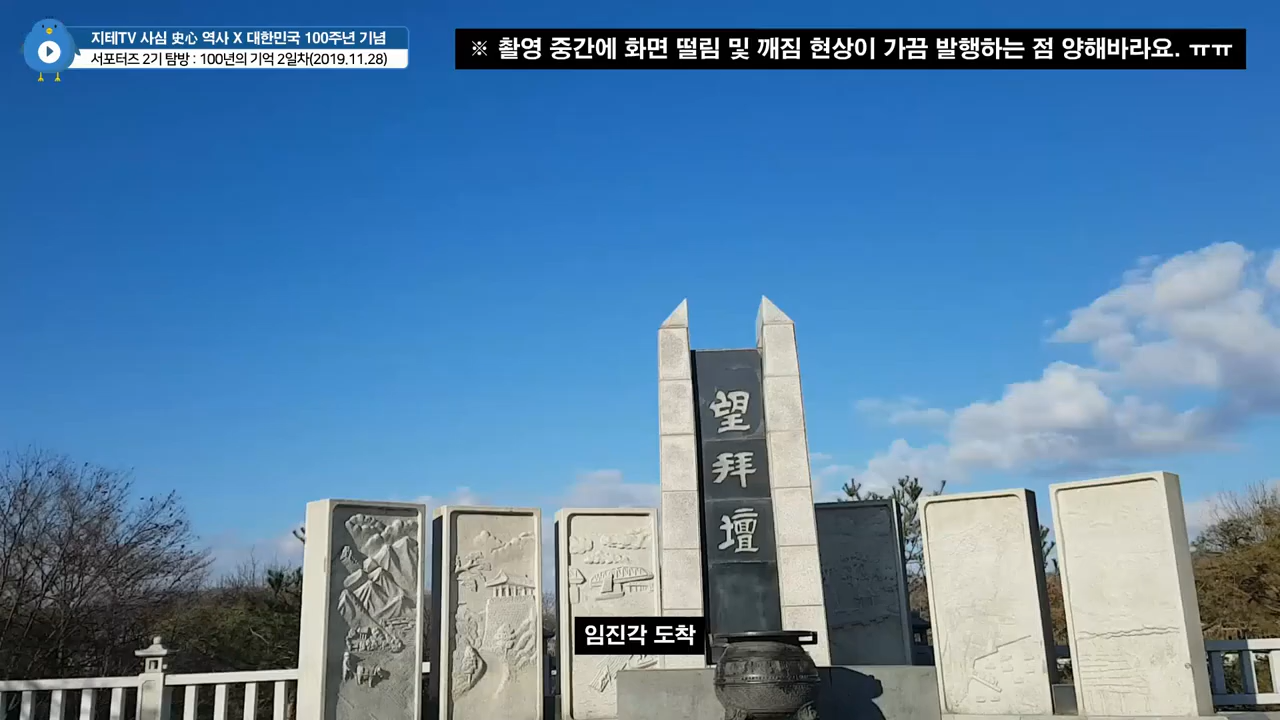 지테TV 사심 史心 역사 X 대한민국 100주년 기념
서포터즈 2기 탐방 : 100년의 기억 2일차(2019.11.28)
※ 촬영 중간에 화면 떨림 및 깨짐 현상이 가끔 발행하는 점 양해바라요. ㅠㅠ
望拜壇
임진각 도착